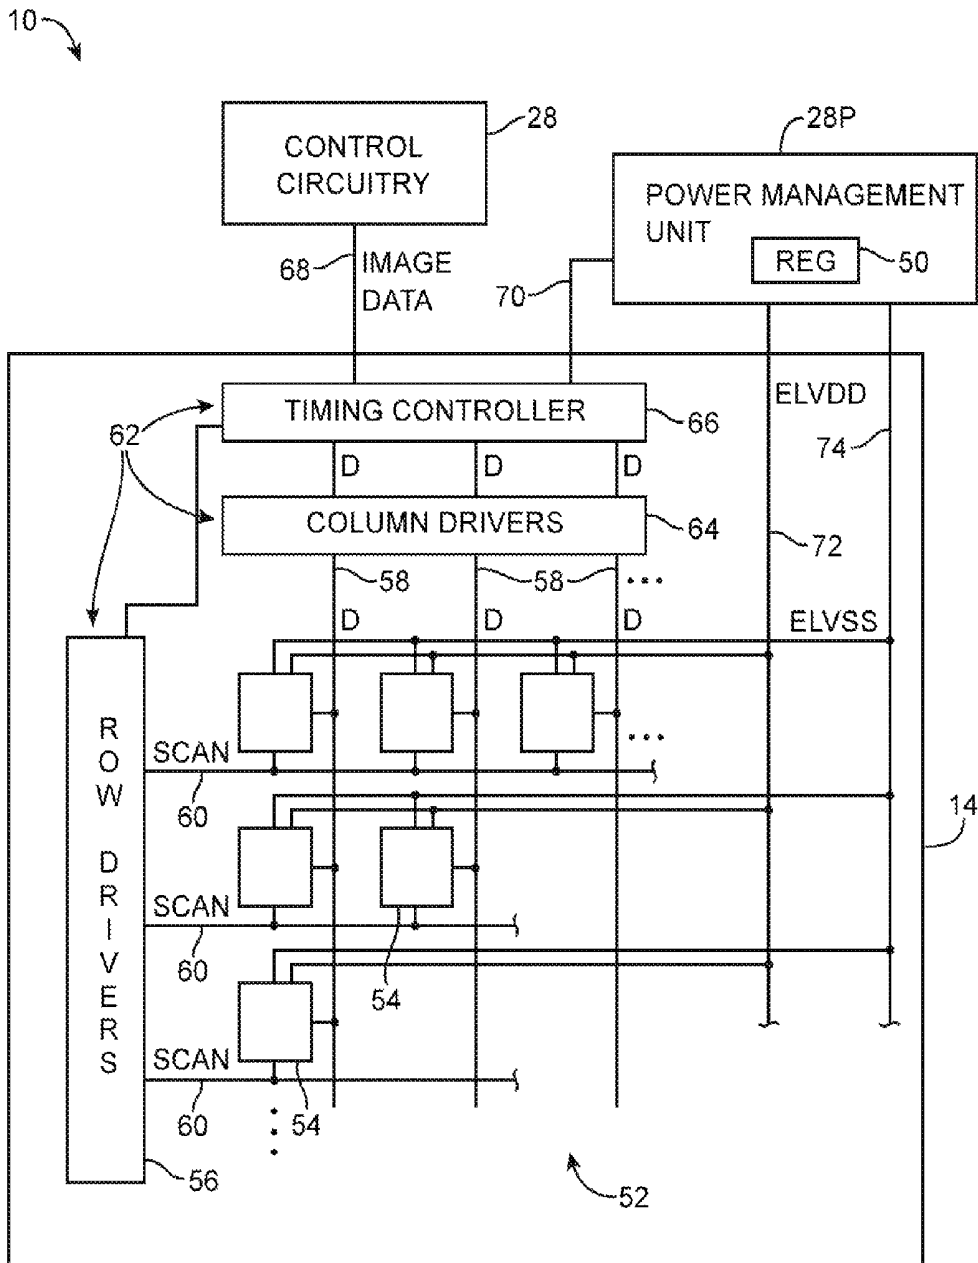 10
28
CONTROL
CIRCUITRY
28P
POWER MANAGEMENT
UNIT
REG
50
68
IMAGE
DATA
70
ELVDD
TIMING CONTROLLER
66
62
74
D
D
D
COLUMN DRIVERS
64
72
58
58
...
D
D
D
ELVSS
ROW DRIVERS
...
SCAN
60
14
SCAN
54
60
SCAN
54
60
56
52